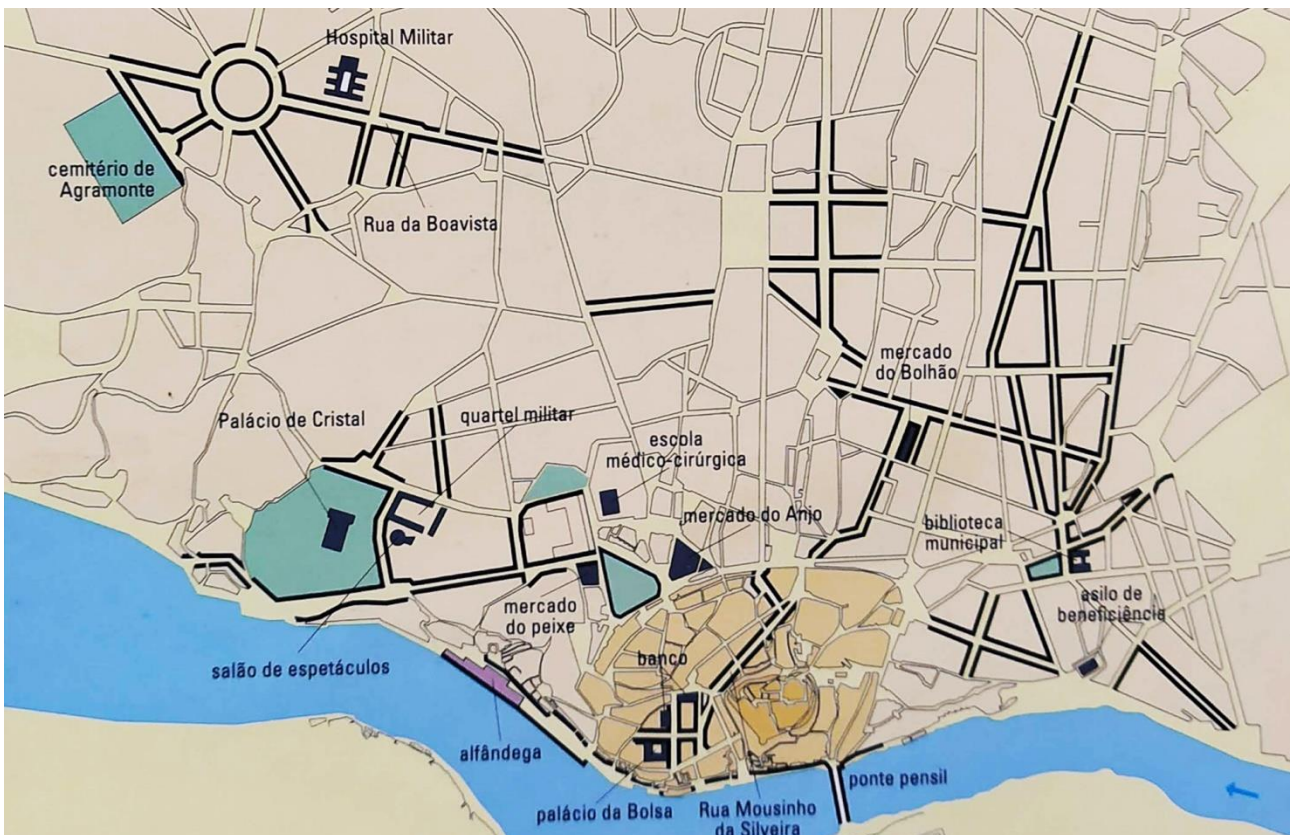 Hospital Militar
cemitério de
Agramonte
Rua da Boavista
mercado
do Bolhão
Palácio de Cristal
quartel militar
escola
médico-cirúrgica
mercado do Anjo
biblioteca
municipal
mercado
do peixe
asilo de
beneficiência
salão de espetáculos
banco
alfândega
ponte pensil
palácio da Bolsa
Rua Mousinho
da Silveira